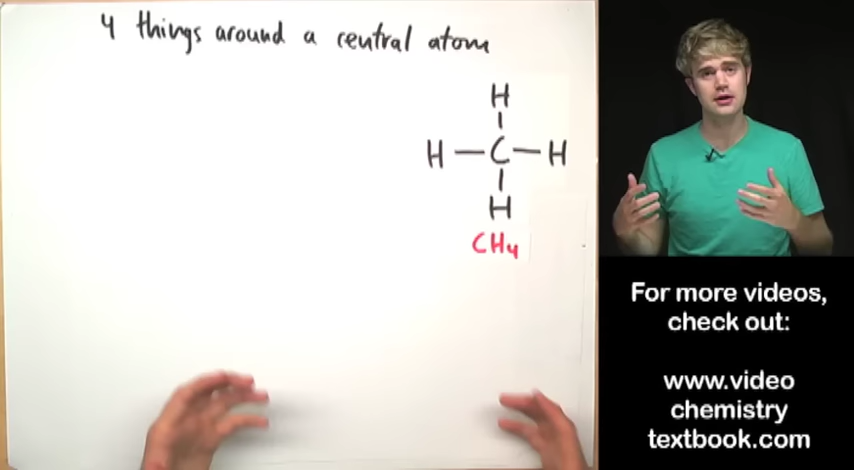 4 things around a central atom
H
H — C — H
H
CH4
For more videos,
check out:
www.video
chemistry
textbook.com